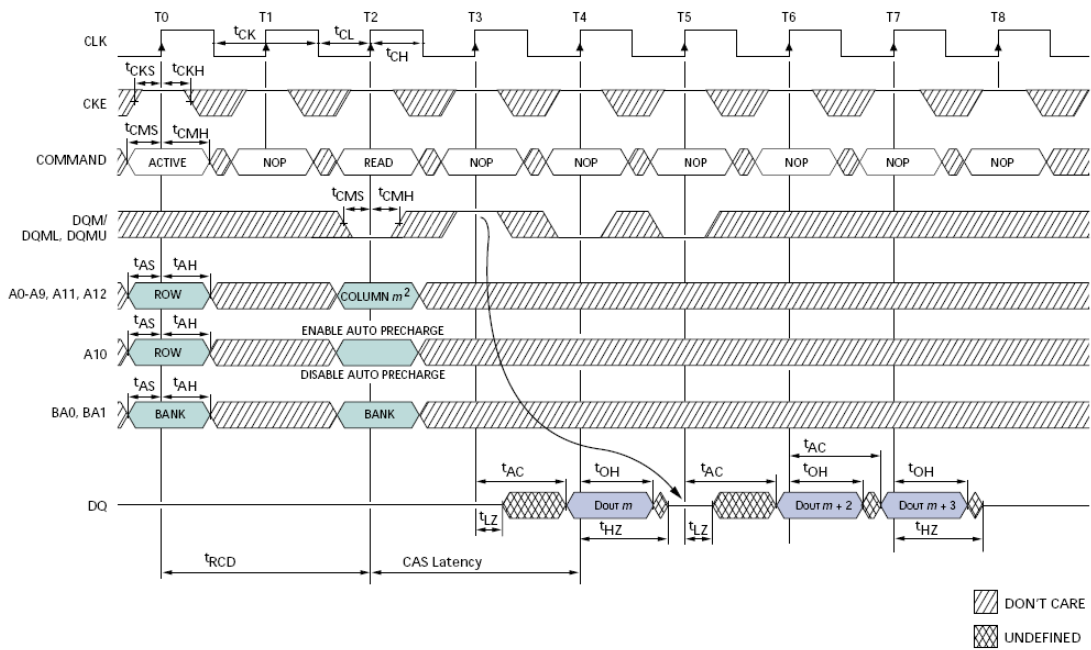 T0 T1 T2 T3 T4 T5 T6 T7 T8
CLK
tCK tCL
tCH
tCKS tCKH
CKE
tCMS tCMH
COMMAND ACTIVE NOP READ NOP NOP NOP NOP NOP NOP
tCMS tCMH
DQM/
DQML, DQMU
tAS tAH
A0-A9, A11, A12 ROW COLUMN m2
tAS tAH ENABLE AUTO PRECHARGE
A10 ROW
DISABLE AUTO PRECHARGE
tAS tAH
BA0, BA1 BANK BANK
tAC
tAC tOH tAC tOH tOH
DQ DOUT m DOUT m + 2 DOUT m + 3
tLZ tHZ tLZ tHZ
tRCD CAS Latency
DON'T CARE
UNDEFINED